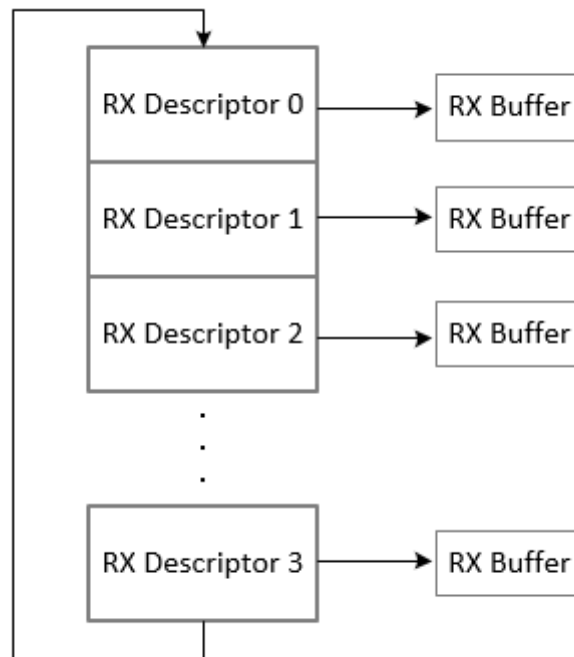 RX Descriptor 0
RX Buffer
RX Descriptor 1
RX Buffer
RX Descriptor 2
RX Buffer
RX Descriptor 3
RX Buffer